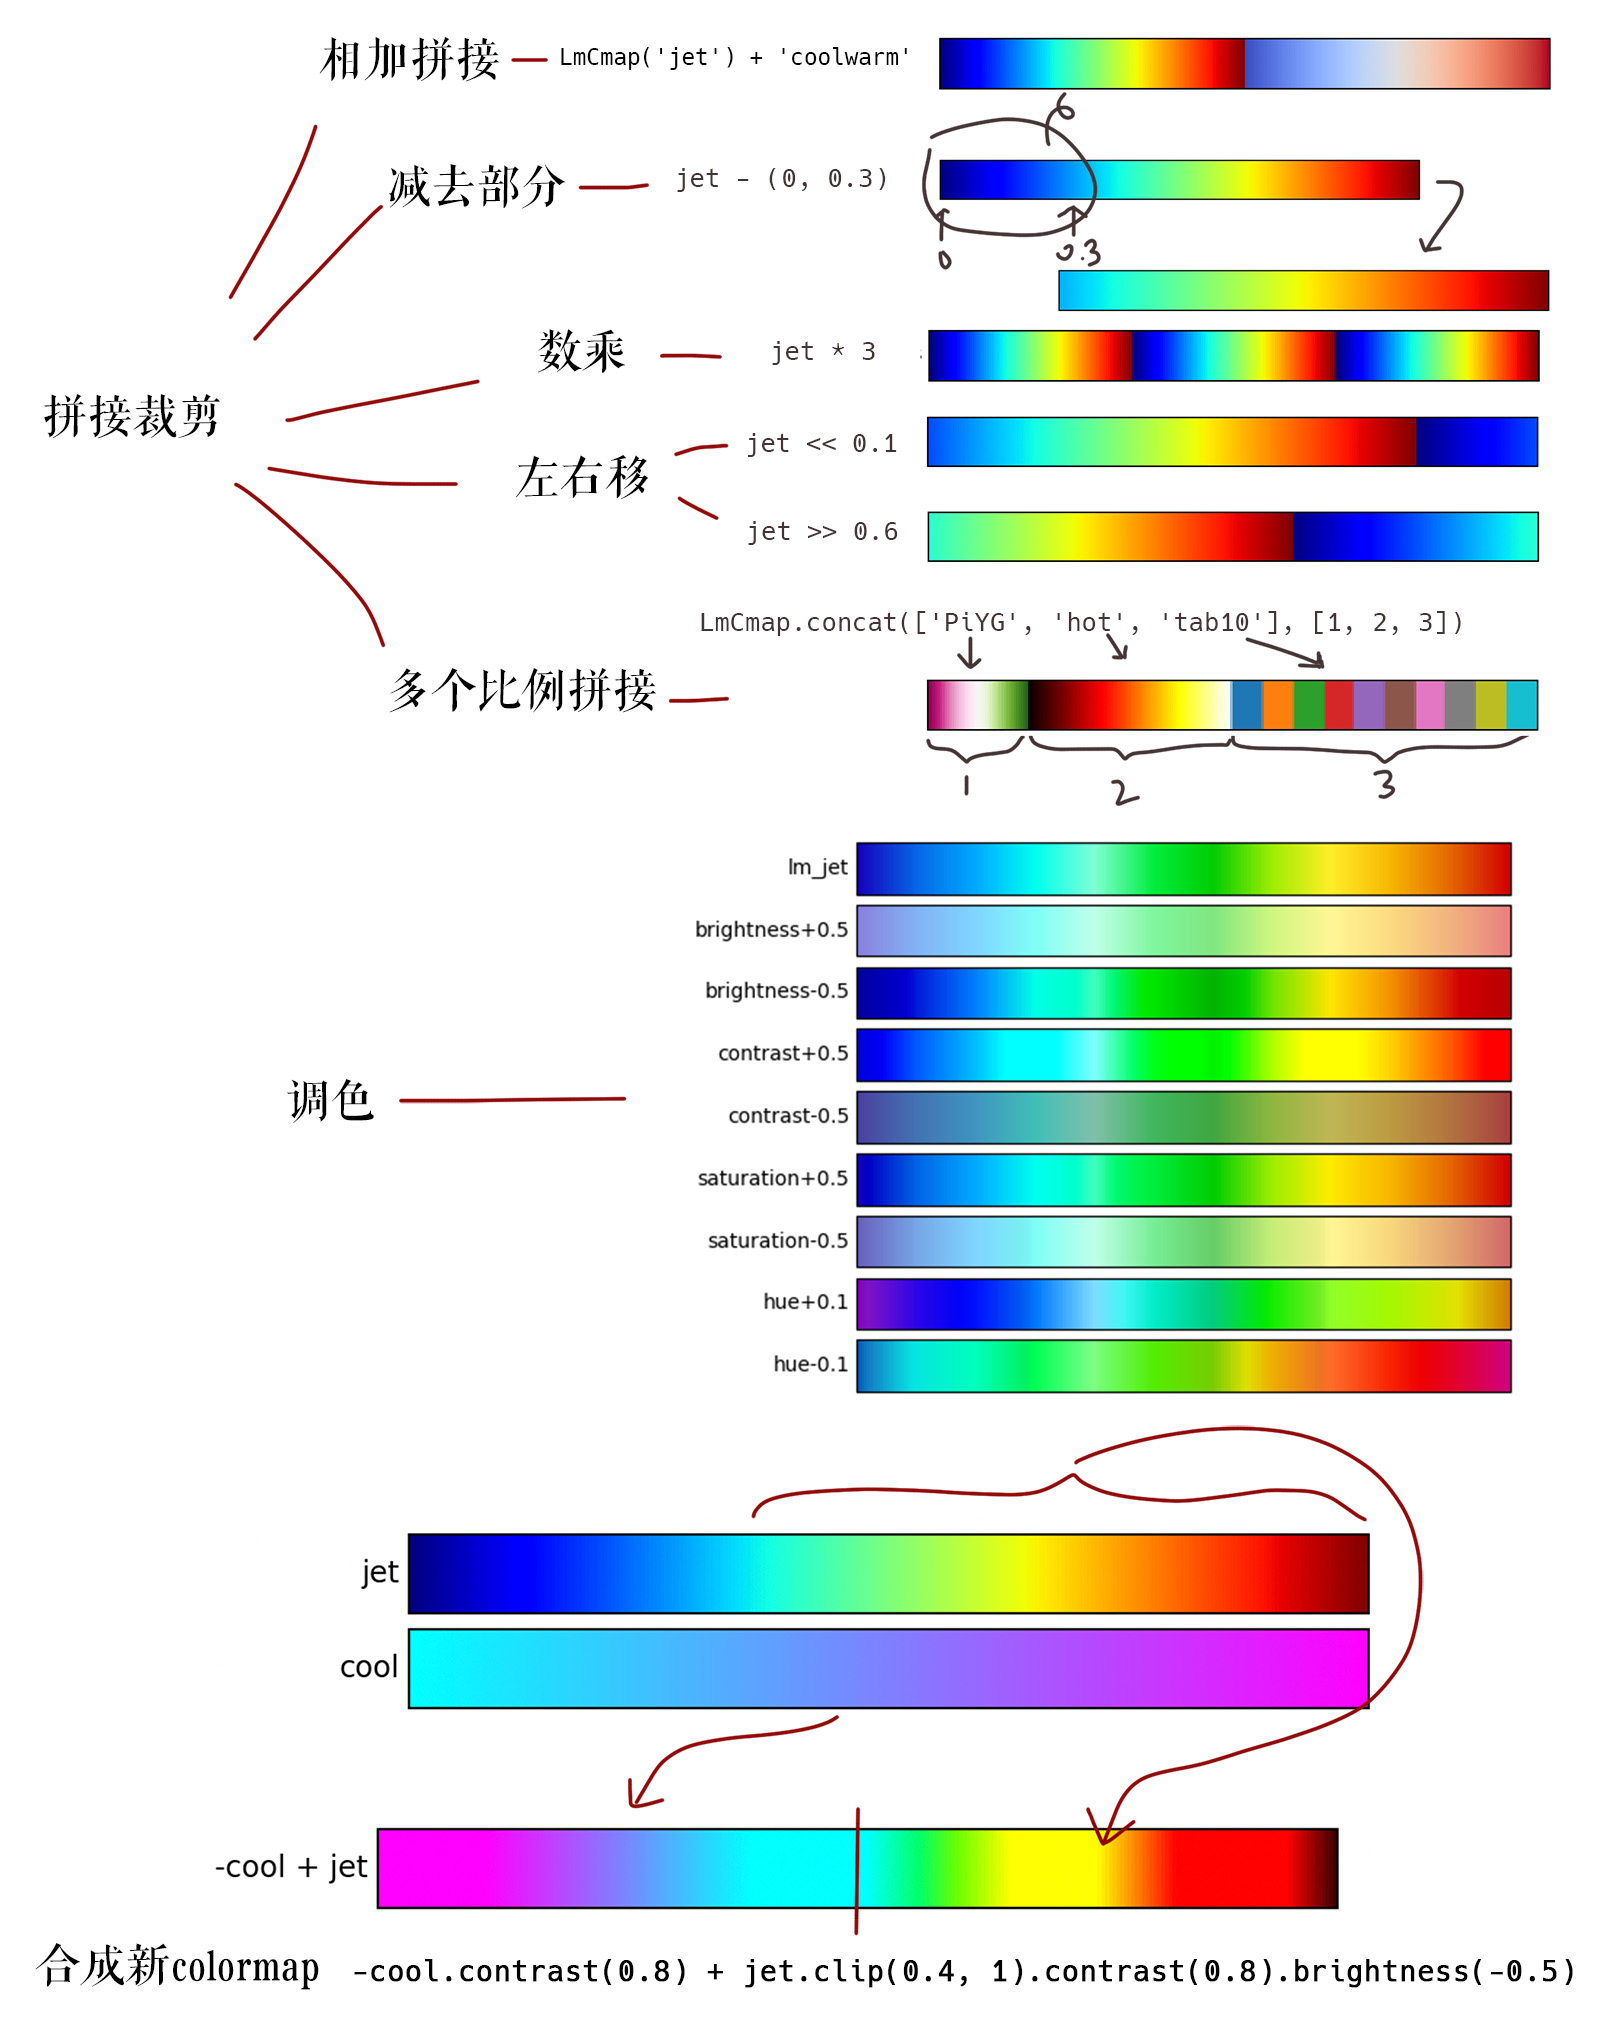 相加拼接
LmCmap('jet') + 'coolwarm'
减去部分
jet - (0, 0.3)
0
0.3
数乘
jet * 3
拼接裁剪
左右移
jet << 0.1
jet >> 0.6
LmCmap.concat(['PiYG', 'hot', 'tab10'], [1, 2, 3])
多个比例拼接
1
2
3
lm_jet
brightness+0.5
brightness-0.5
contrast+0.5
调色
contrast-0.5
saturation+0.5
saturation-0.5
hue+0.1
hue-0.1
jet
cool
-cool + jet
合成新colormap
-cool.contrast(0.8) + jet.clip(0.4, 1).contrast(0.8).brightness(-0.5)